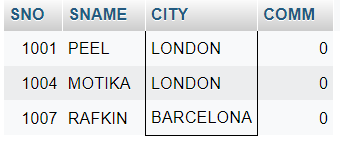 SNO SNAME CITY COMM
1001 PEEL LONDON 0
1004 MOTIKA LONDON 0
1007 RAFKIN BARCELONA 0